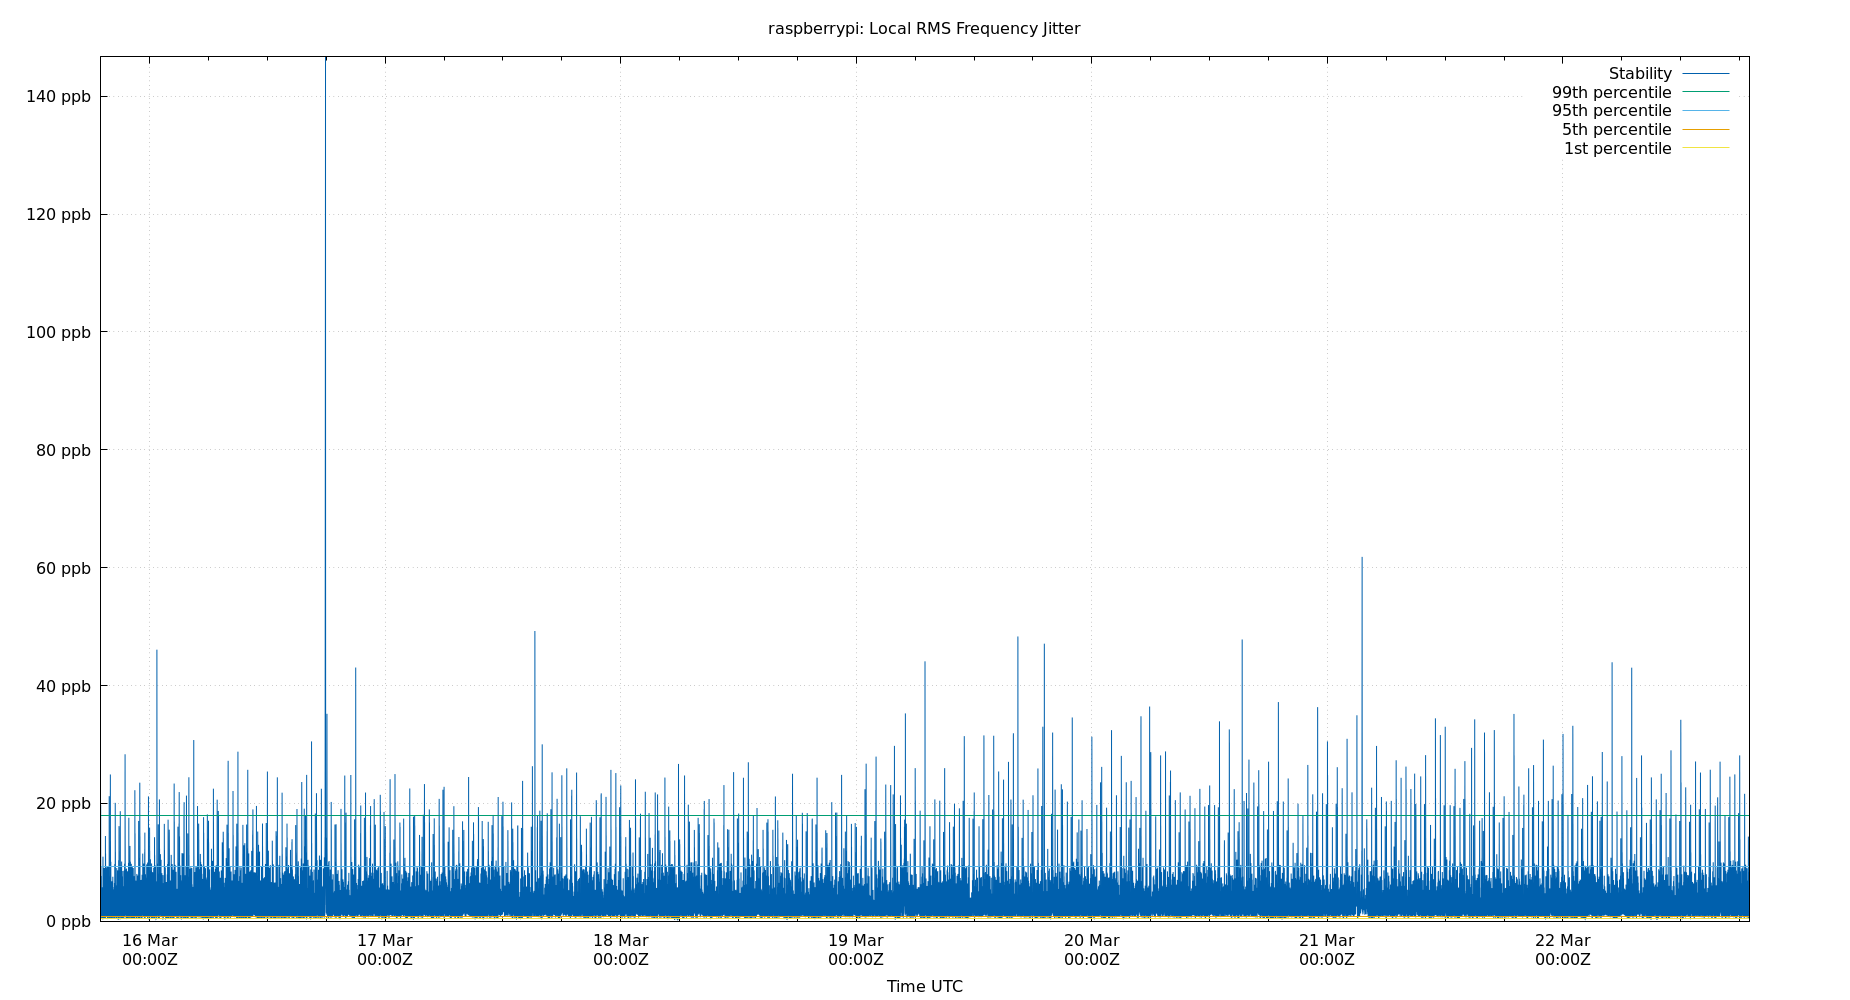 raspberrypi: Local RMS Frequency Jitter
Stability
99th percentile
95th percentile
5th percentile
1st percentile
140 ppb
120 ppb
100 ppb
80 ppb
60 ppb
40 ppb
20 ppb
0 ppb
16 Mar
00:00Z
17 Mar
00:00Z
18 Mar
00:00Z
19 Mar
00:00Z
20 Mar
00:00Z
21 Mar
00:00Z
22 Mar
00:00Z
Time UTC